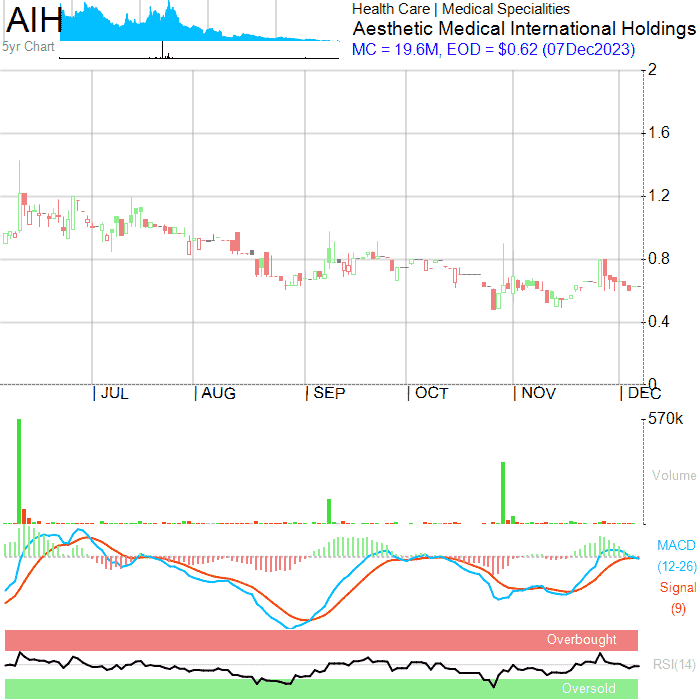 AIH
5yr Chart
Health Care | Medical Specialities
Aesthetic Medical International Holdings
MC = 19.6M, EOD = $0.62 (07Dec2023)
2
1.6
1.2
0.8
0.4
0
| JUL | AUG | SEP | OCT | NOV | DEC
570k
Volume
MACD
(12-26)
Signal
(9)
Overbought
RSI(14)
Oversold